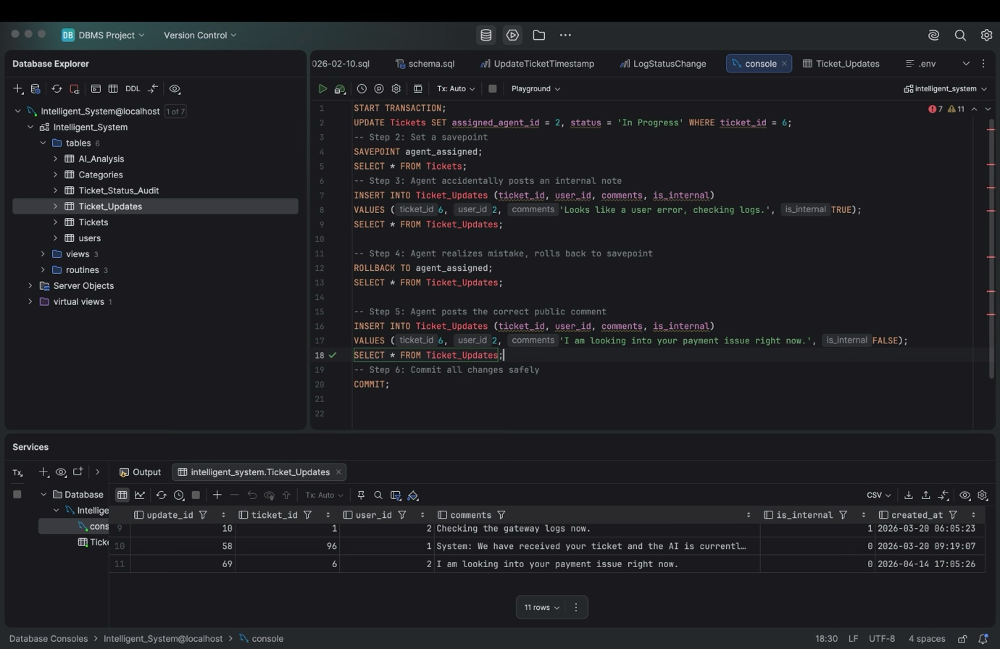 DB DBMS Project Version Control
Database Explorer
026-02-10.sql schema.sql UpdateTicketTimestamp LogStatusChange console Ticket_Updates .env
DDL
Tx: Auto Playground intelligent_system
Intelligent_System@localhost 1 of 7
Intelligent_System
tables 6
AI_Analysis
Categories
Ticket_Status_Audit
Ticket_Updates
Tickets
users
views 3
routines 3
Server Objects
virtual views 1
7 11
1 START TRANSACTION;
2 UPDATE Tickets SET assigned_agent_id = 2, status = 'In Progress' WHERE ticket_id = 6;
3 -- Step 2: Set a savepoint
4 SAVEPOINT agent_assigned;
5 SELECT * FROM Tickets;
6 -- Step 3: Agent accidentally posts an internal note
7 INSERT INTO Ticket_Updates (ticket_id, user_id, comments, is_internal)
8 VALUES ( ticket_id 6, user_id 2, comments 'Looks like a user error, checking logs.', is_internal TRUE);
9 SELECT * FROM Ticket_Updates;
10
11 -- Step 4: Agent realizes mistake, rolls back to savepoint
12 ROLLBACK TO agent_assigned;
13 SELECT * FROM Ticket_Updates;
14
15 -- Step 5: Agent posts the correct public comment
16 INSERT INTO Ticket_Updates (ticket_id, user_id, comments, is_internal)
17 VALUES ( ticket_id 6, user_id 2, comments 'I am looking into your payment issue right now.', is_internal FALSE);
18 SELECT * FROM Ticket_Updates;
19 -- Step 6: Commit all changes safely
20 COMMIT;
21
22
Services
Tx
Database
Intellige
cons
Ticke
Output intelligent_system.Ticket_Updates
Tx: Auto CSV
update_id ticket_id user_id comments is_internal created_at
9 10 1 2 Checking the gateway logs now. 1 2026-03-20 06:05:23
10 58 96 1 System: We have received your ticket and the AI is currentl… 0 2026-03-20 09:19:07
11 69 6 2 I am looking into your payment issue right now. 0 2026-04-14 17:05:26
11 rows
Database Consoles > Intelligent_System@localhost > console 18:30 LF UTF-8 4 spaces